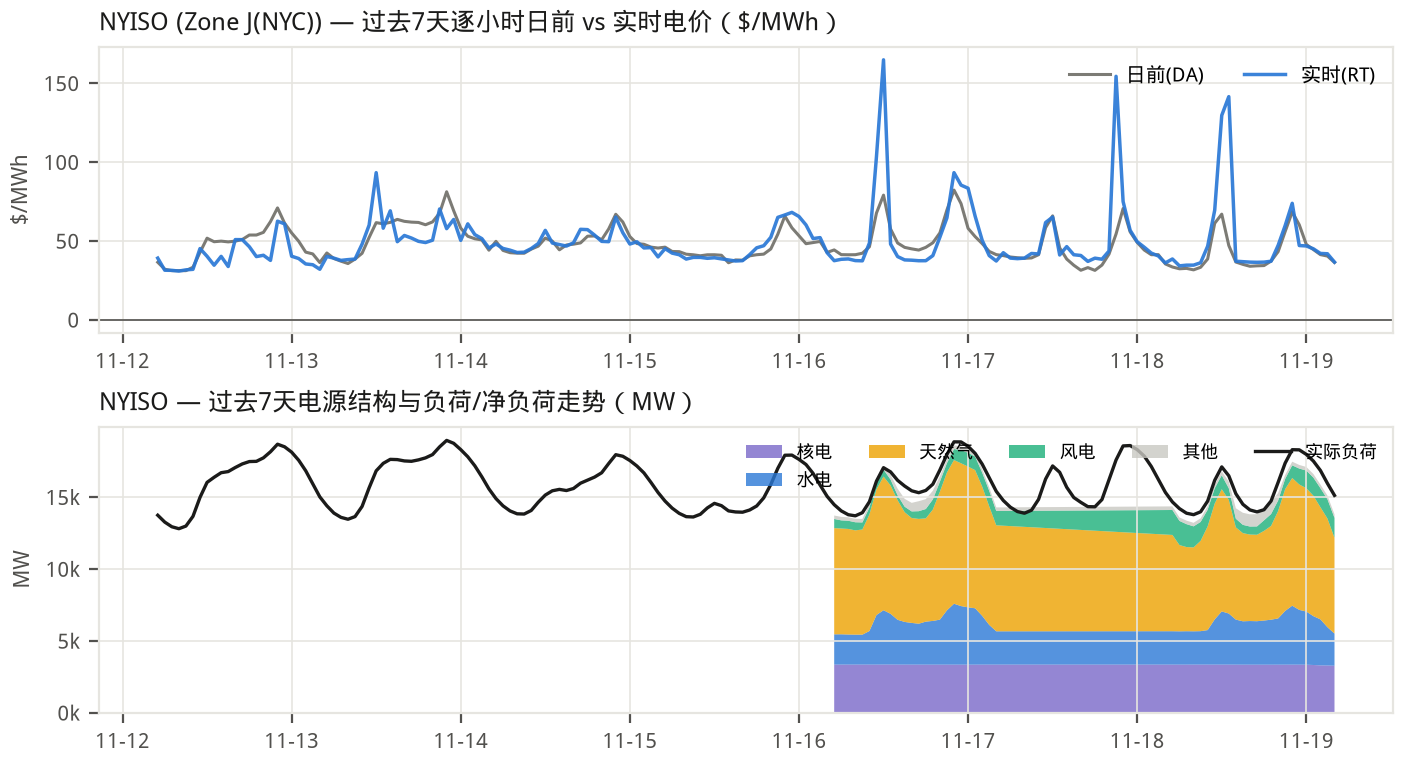 NYISO (Zone J(NYC)) — 过去7天逐小时日前 vs 实时电价（$/MWh）
日前(DA) 实时(RT)
$/MWh
150
100
50
0
11-12 11-13 11-14 11-15 11-16 11-17 11-18 11-19
NYISO — 过去7天电源结构与负荷/净负荷走势（MW）
核电 天然气 风电 其他 实际负荷
水电
MW
15k
10k
5k
0k
11-12 11-13 11-14 11-15 11-16 11-17 11-18 11-19